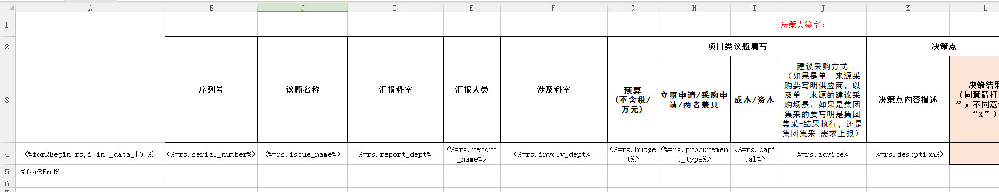 A B C D E F G H I J K L
1 决策人签字：
2 项目类议题填写 决策点
3 序列号 议题名称 汇报科室 汇报人员 涉及科室
预算
(不含税/
万元)
立项申请/采购申
请/两者兼具
成本/资本
建议采购方式
（如果是单一来源采
购要写明供应商，以
及单一来源的建议采
购场景、如果是集团
集采的要写明是集团
集采-结果执行，还是
集团集采-需求上报）
决策点内容描述
决策结果
（同意请打
”；不同意
“X”）
4 <%forRBegin rs,i in _data_[0]%> <%=rs.serial_number%> <%=rs.issue_name%> <%=rs.report_dept%>
<%=rs.report
_name%>
<%=rs.involv_dept%>
<%=rs.budge
t%>
<%=rs.procuremen
t_type%>
<%=rs.capi
tal%>
<%=rs.advice%> <%=rs.descption%>
5 <%forREnd%>
6